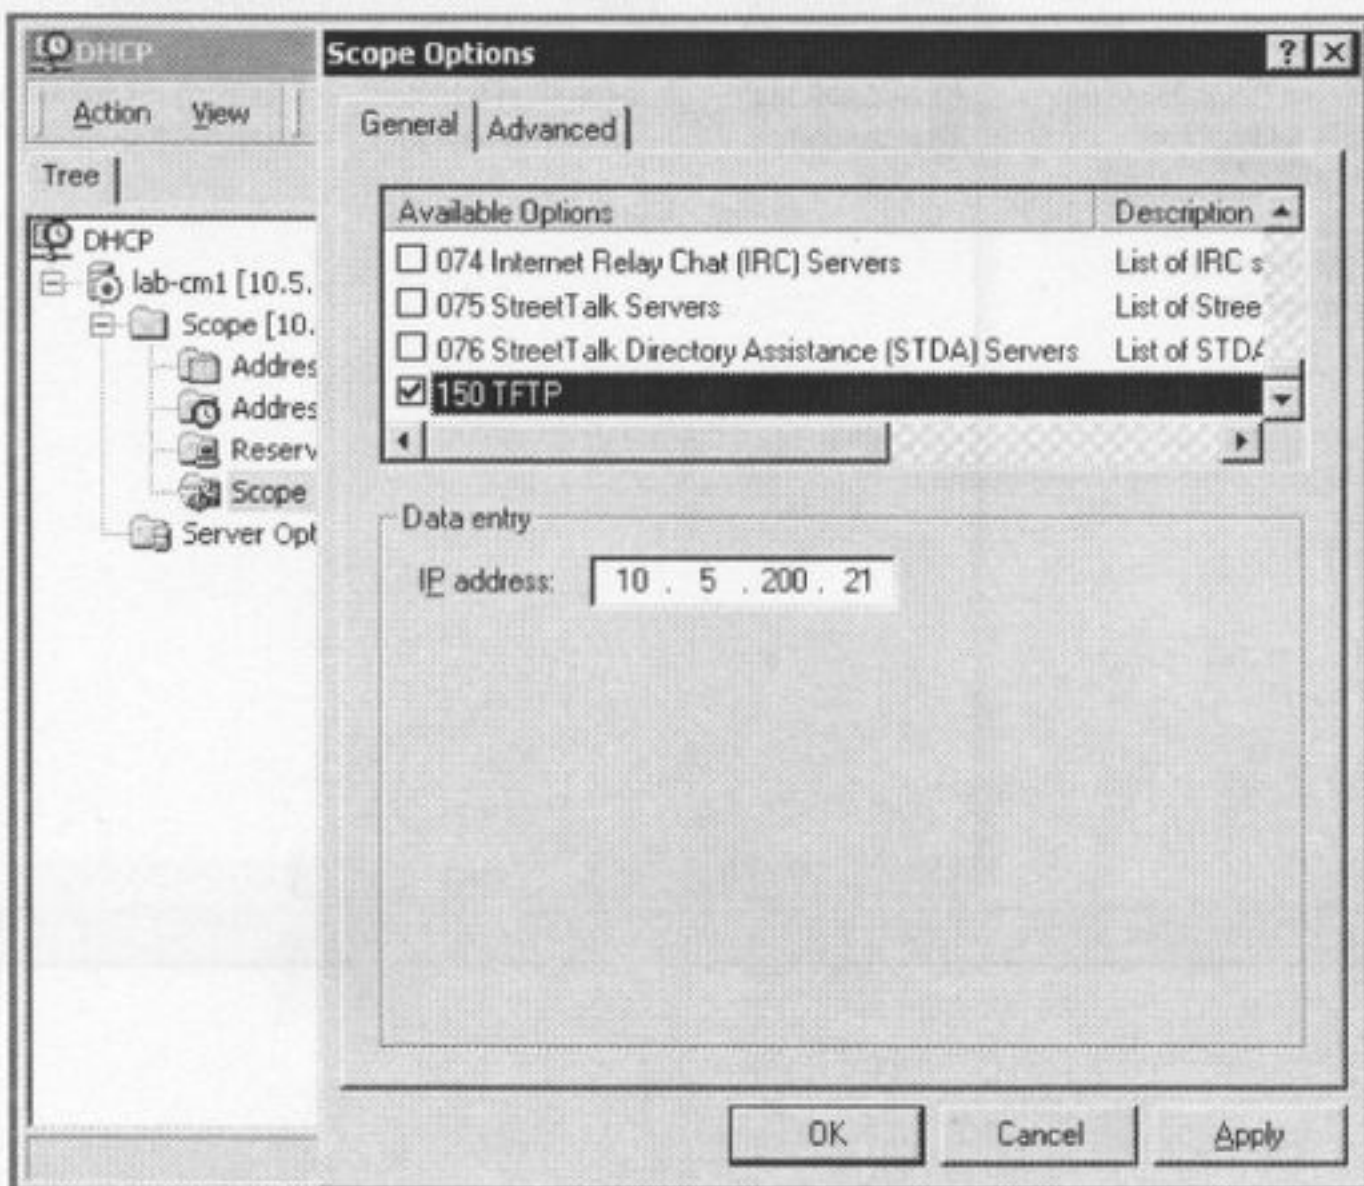 DHCP
Action View
Tree
DHCP
lab-cm1 [10.5.
Scope [10.
Addres
Addres
Reserv
Scope
Server Opt
Scope Options
General Advanced
Available Options Description
074 Internet Relay Chat (IRC) Servers List of IRC s
075 StreetTalk Servers List of Stree
076 StreetTalk Directory Assistance (STDA) Servers List of STDA
150 TFTP
Data entry
IP address: 10 . 5 . 200 . 21
OK Cancel Apply